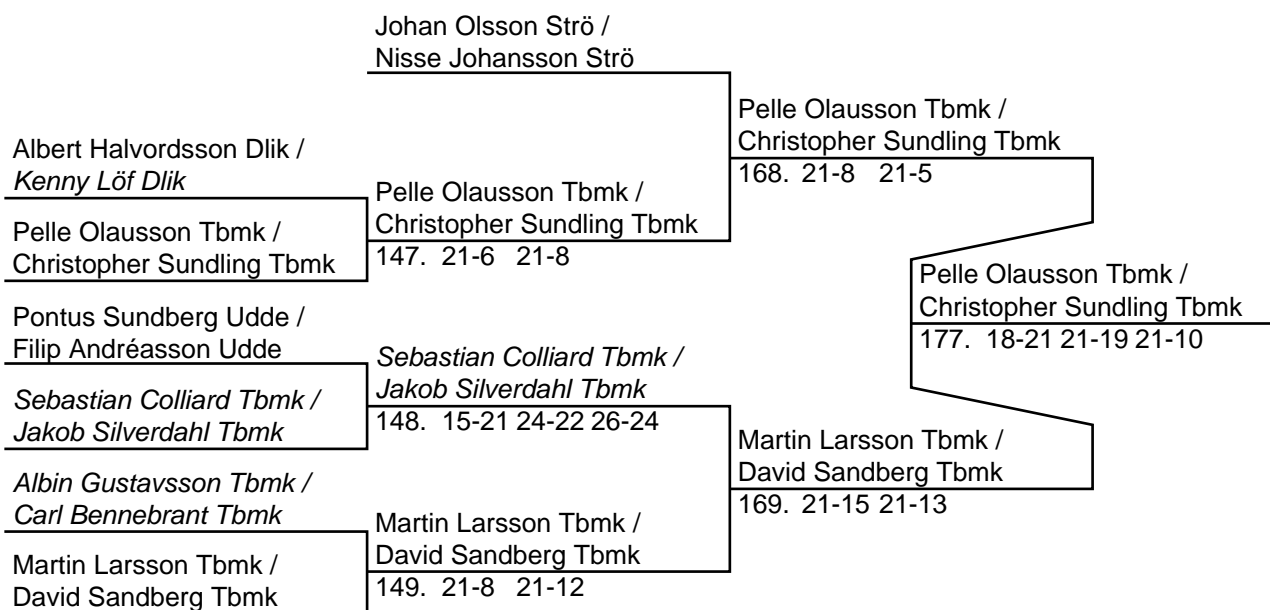 Johan Olsson Strö /
Nisse Johansson Strö
Albert Halvordsson Dlik /
Kenny Löf Dlik
Pelle Olausson Tbmk /
Christopher Sundling Tbmk
Pontus Sundberg Udde /
Filip Andréasson Udde
Sebastian Colliard Tbmk /
Jakob Silverdahl Tbmk
Albin Gustavsson Tbmk /
Carl Bennebrant Tbmk
Martin Larsson Tbmk /
David Sandberg Tbmk
Pelle Olausson Tbmk /
Christopher Sundling Tbmk
147. 21-6 21-8
Sebastian Colliard Tbmk /
Jakob Silverdahl Tbmk
148. 15-21 24-22 26-24
Martin Larsson Tbmk /
David Sandberg Tbmk
149. 21-8 21-12
Pelle Olausson Tbmk /
Christopher Sundling Tbmk
168. 21-8 21-5
Martin Larsson Tbmk /
David Sandberg Tbmk
169. 21-15 21-13
Pelle Olausson Tbmk /
Christopher Sundling Tbmk
177. 18-21 21-19 21-10